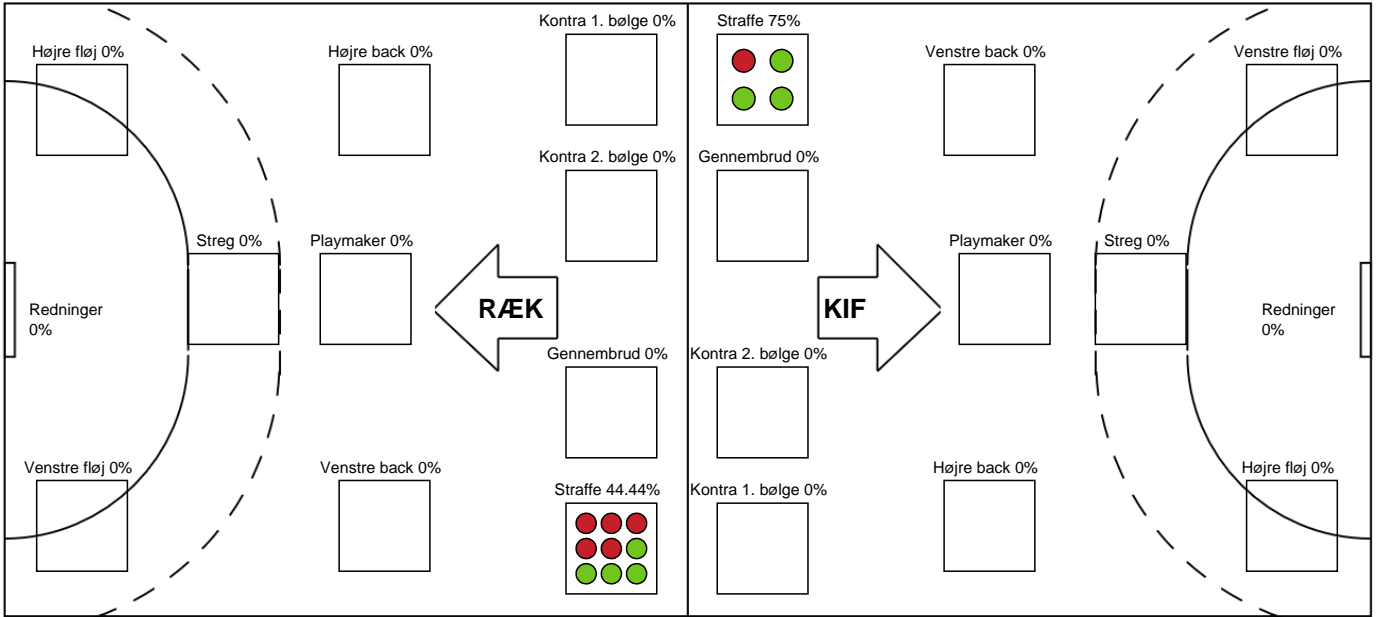 Kontra 1. bølge 0%
Straffe 75%
Højre fløj 0%
Højre back 0%
Venstre back 0%
Venstre fløj 0%
Kontra 2. bølge 0%
Gennembrud 0%
Streg 0%
Playmaker 0%
Playmaker 0%
Streg 0%
Redninger
0%
RÆK
KIF
Redninger
0%
Gennembrud 0%
Kontra 2. bølge 0%
Venstre fløj 0%
Venstre back 0%
Højre back 0%
Højre fløj 0%
Straffe 44.44%
Kontra 1. bølge 0%